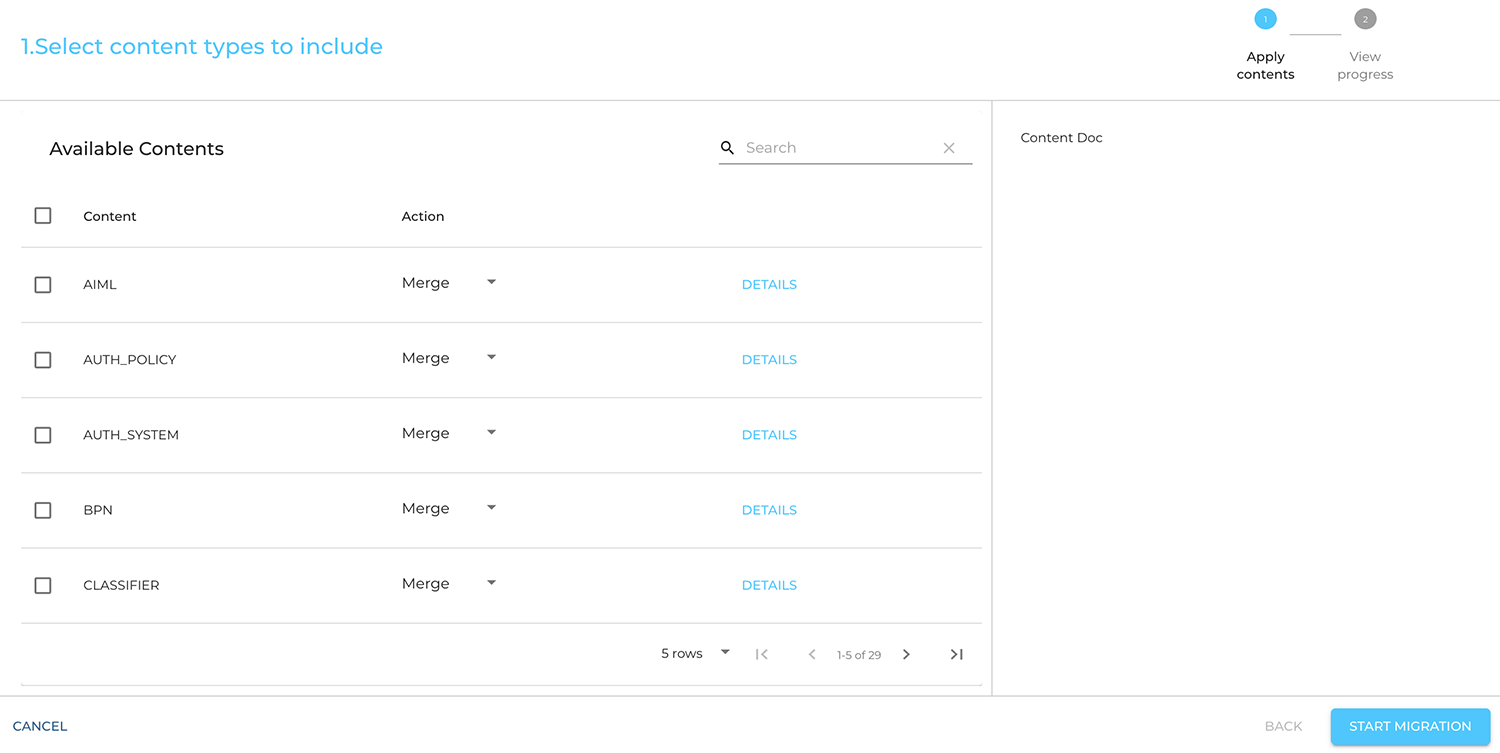 1.Select content types to include
1
2
Apply
contents
View
progress
Available Contents
Search
Content Action
AIML Merge DETAILS
AUTH_POLICY Merge DETAILS
AUTH_SYSTEM Merge DETAILS
BPN Merge DETAILS
CLASSIFIER Merge DETAILS
5 rows 1-5 of 29
Content Doc
CANCEL
BACK
START MIGRATION